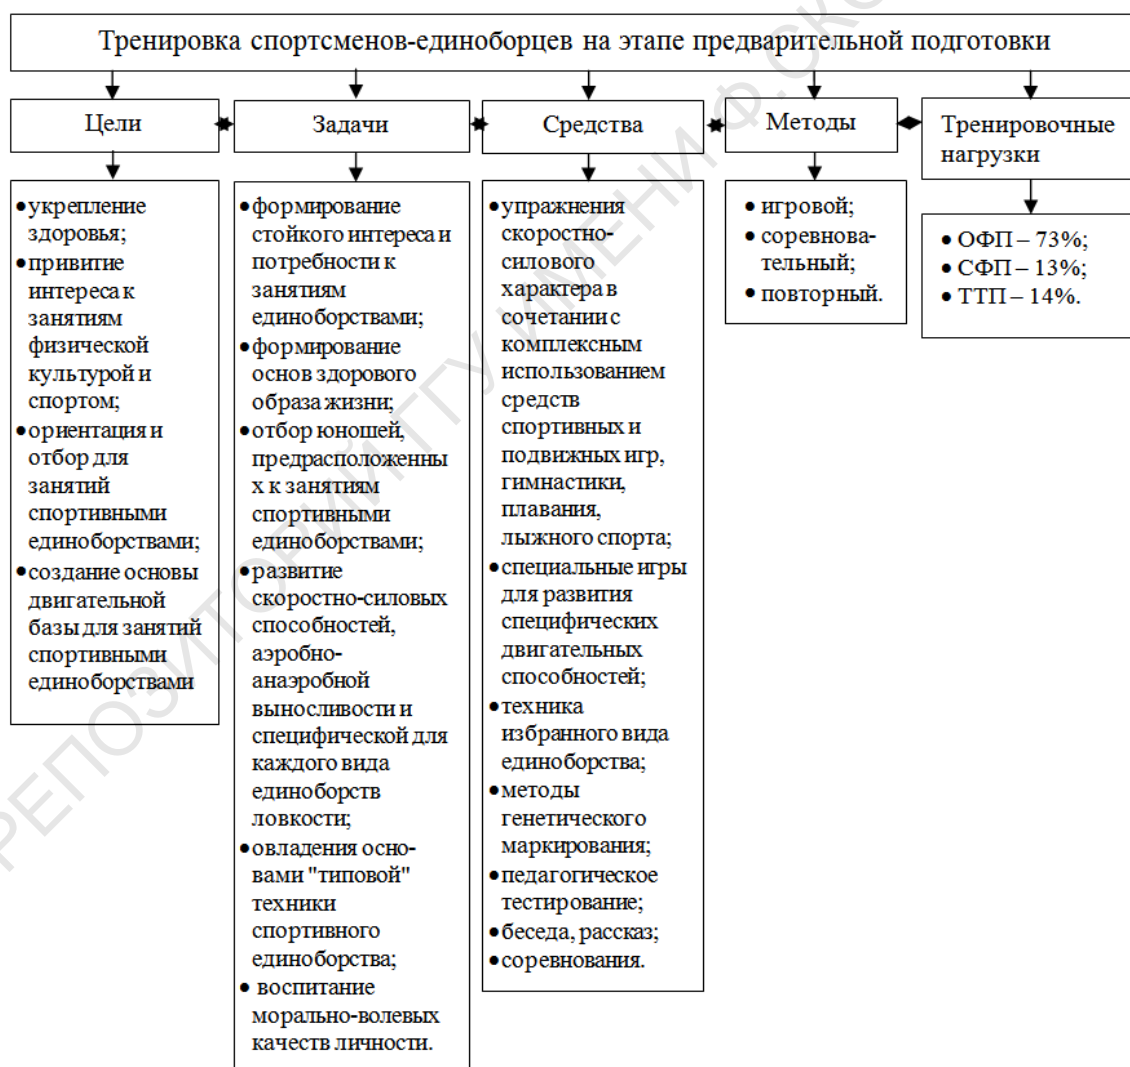 Тренировка спортсменов-единоборцев на этапе предварительной подготовки
Цели
Задачи
Средства
Методы
Тренировочные
нагрузки
•укрепление
здоровья;
•привитие
интереса к
занятиям
физической
культурой и
спортом;
•ориентация и
отбор для
занятий
спортивными
единоборствами;
•создание основы
двигательной
базы для занятий
спортивными
единоборствами
•формирование
стойкого интереса и
потребности к
занятиям
единоборствами;
•формирование
основ здорового
образа жизни;
•отбор юношей,
предрасположенны
х к занятиям
спортивными
единоборствами;
•развитие
скоростно-силовых
способностей,
аэробно-
анаэробной
выносливости и
специфической для
каждого вида
единоборств
ловкости;
•овладения осно-
вами "типовой"
техники
спортивного
единоборства;
• воспитание
морально-волевых
качеств личности.
•упражнения
скоростно-
силового
характера в
сочетании с
комплексным
использованием
средств
спортивных и
подвижных игр,
гимнастики,
плавания,
лыжного спорта;
•специальные игры
для развития
специфических
двигательных
способностей;
•техника
избранного вида
единоборства;
•методы
генетического
маркирования;
•педагогическое
тестирование;
•беседа, рассказ;
•соревнования.
• игровой;
• соревнова-
тельный;
• повторный.
• ОФП – 73%;
• СФП – 13%;
• ТТП – 14%.
РЕПОЗИТОРИЙ ГГУ ИМЕНИ Ф.СКО